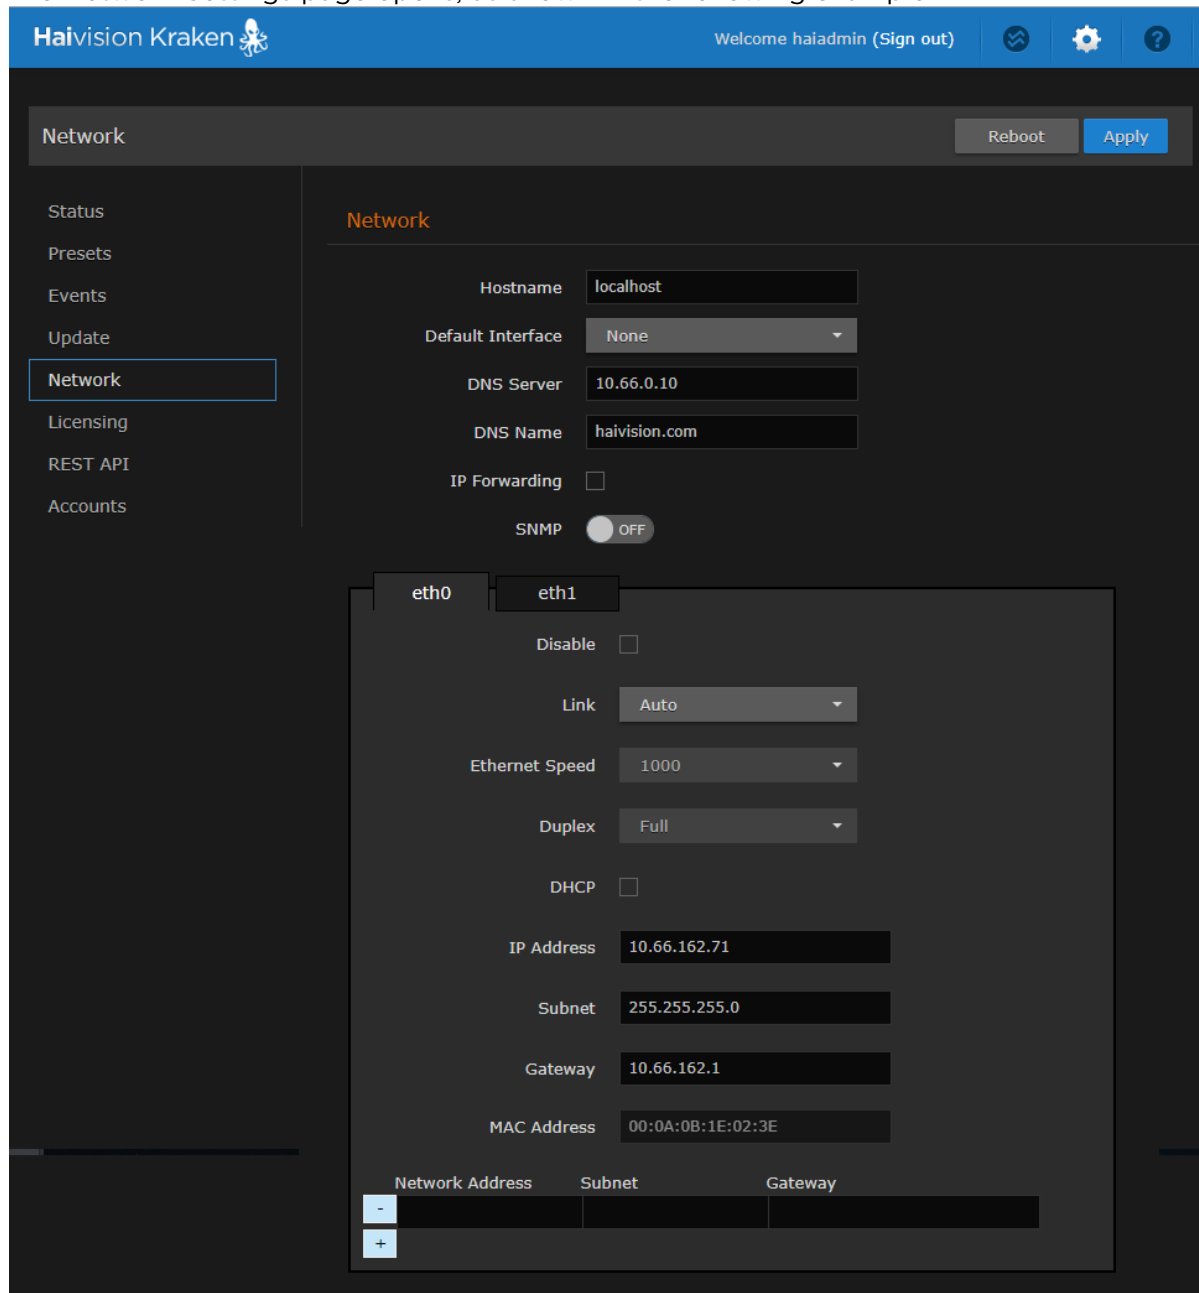 Haivision Kraken
Welcome haiadmin (Sign out)
?
Network
Reboot
Apply
Status
Presets
Events
Update
Network
Licensing
REST API
Accounts
Network
Hostname localhost
Default Interface None
DNS Server 10.66.0.10
DNS Name haivision.com
IP Forwarding
SNMP OFF
eth0 eth1
Disable
Link Auto
Ethernet Speed 1000
Duplex Full
DHCP
IP Address 10.66.162.71
Subnet 255.255.255.0
Gateway 10.66.162.1
MAC Address 00:0A:0B:1E:02:3E
Network Address Subnet Gateway
-
+